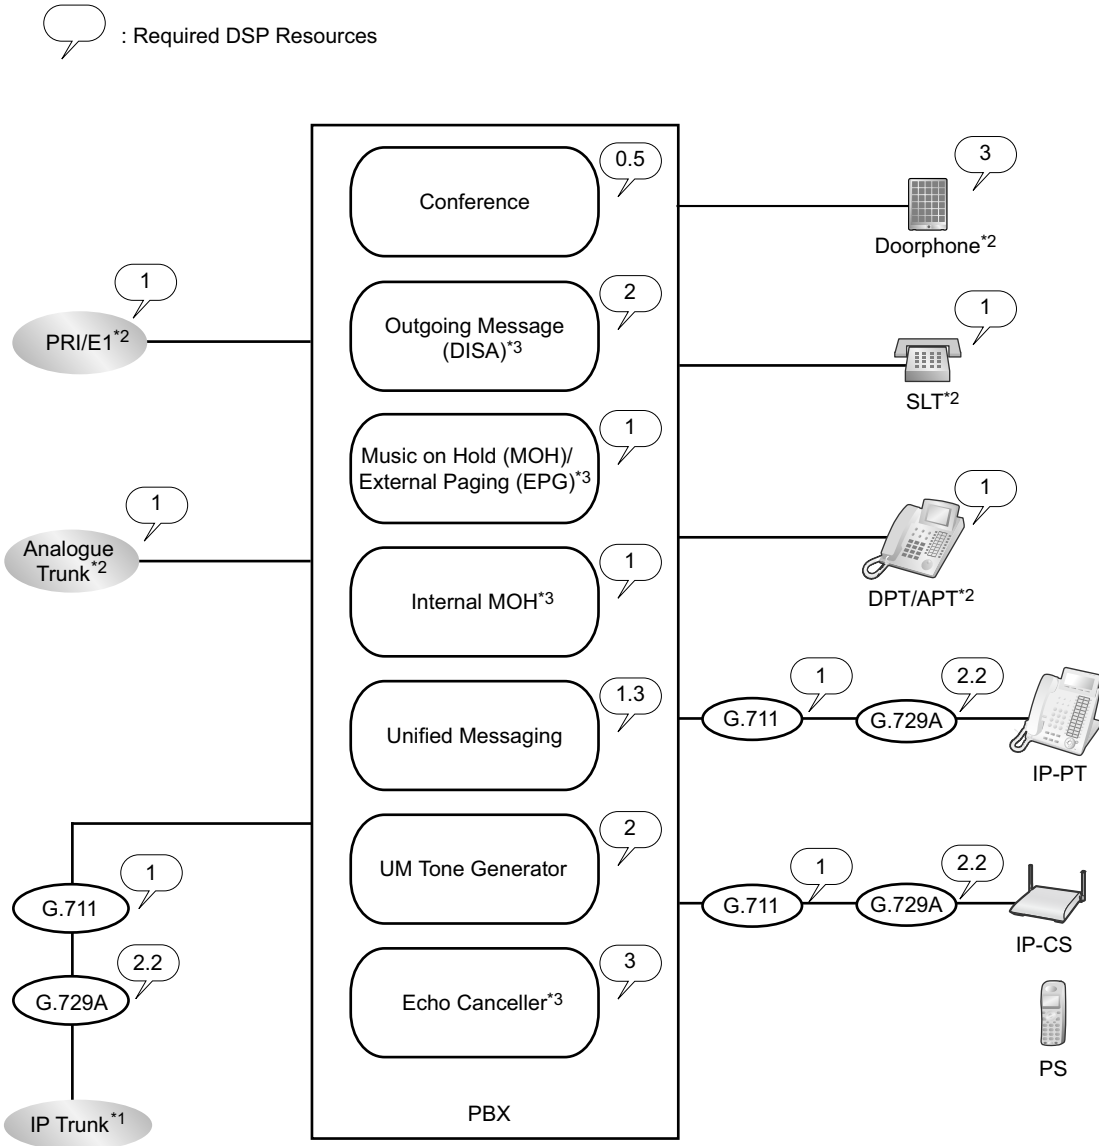 : Required DSP Resources
0.5
Conference
3
Doorphone*2
1
PRI/E1*2
2
Outgoing Message
(DISA)*3
1
SLT*2
1
Music on Hold (MOH)/
External Paging (EPG)*3
1
Analogue
Trunk*2
1
DPT/APT*2
1
Internal MOH*3
1.3
Unified Messaging
1
2.2
G.711
G.729A
IP-PT
2
UM Tone Generator
1
2.2
G.711
G.729A
IP-CS
1
G.711
2.2
G.729A
3
Echo Canceller*3
PS
IP Trunk*1
PBX